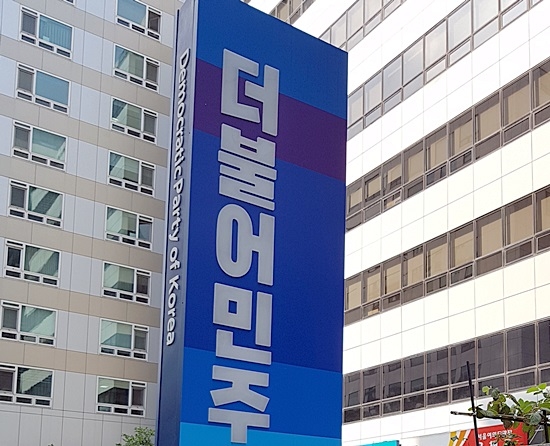 더불어민주
Democratic Party of Korea